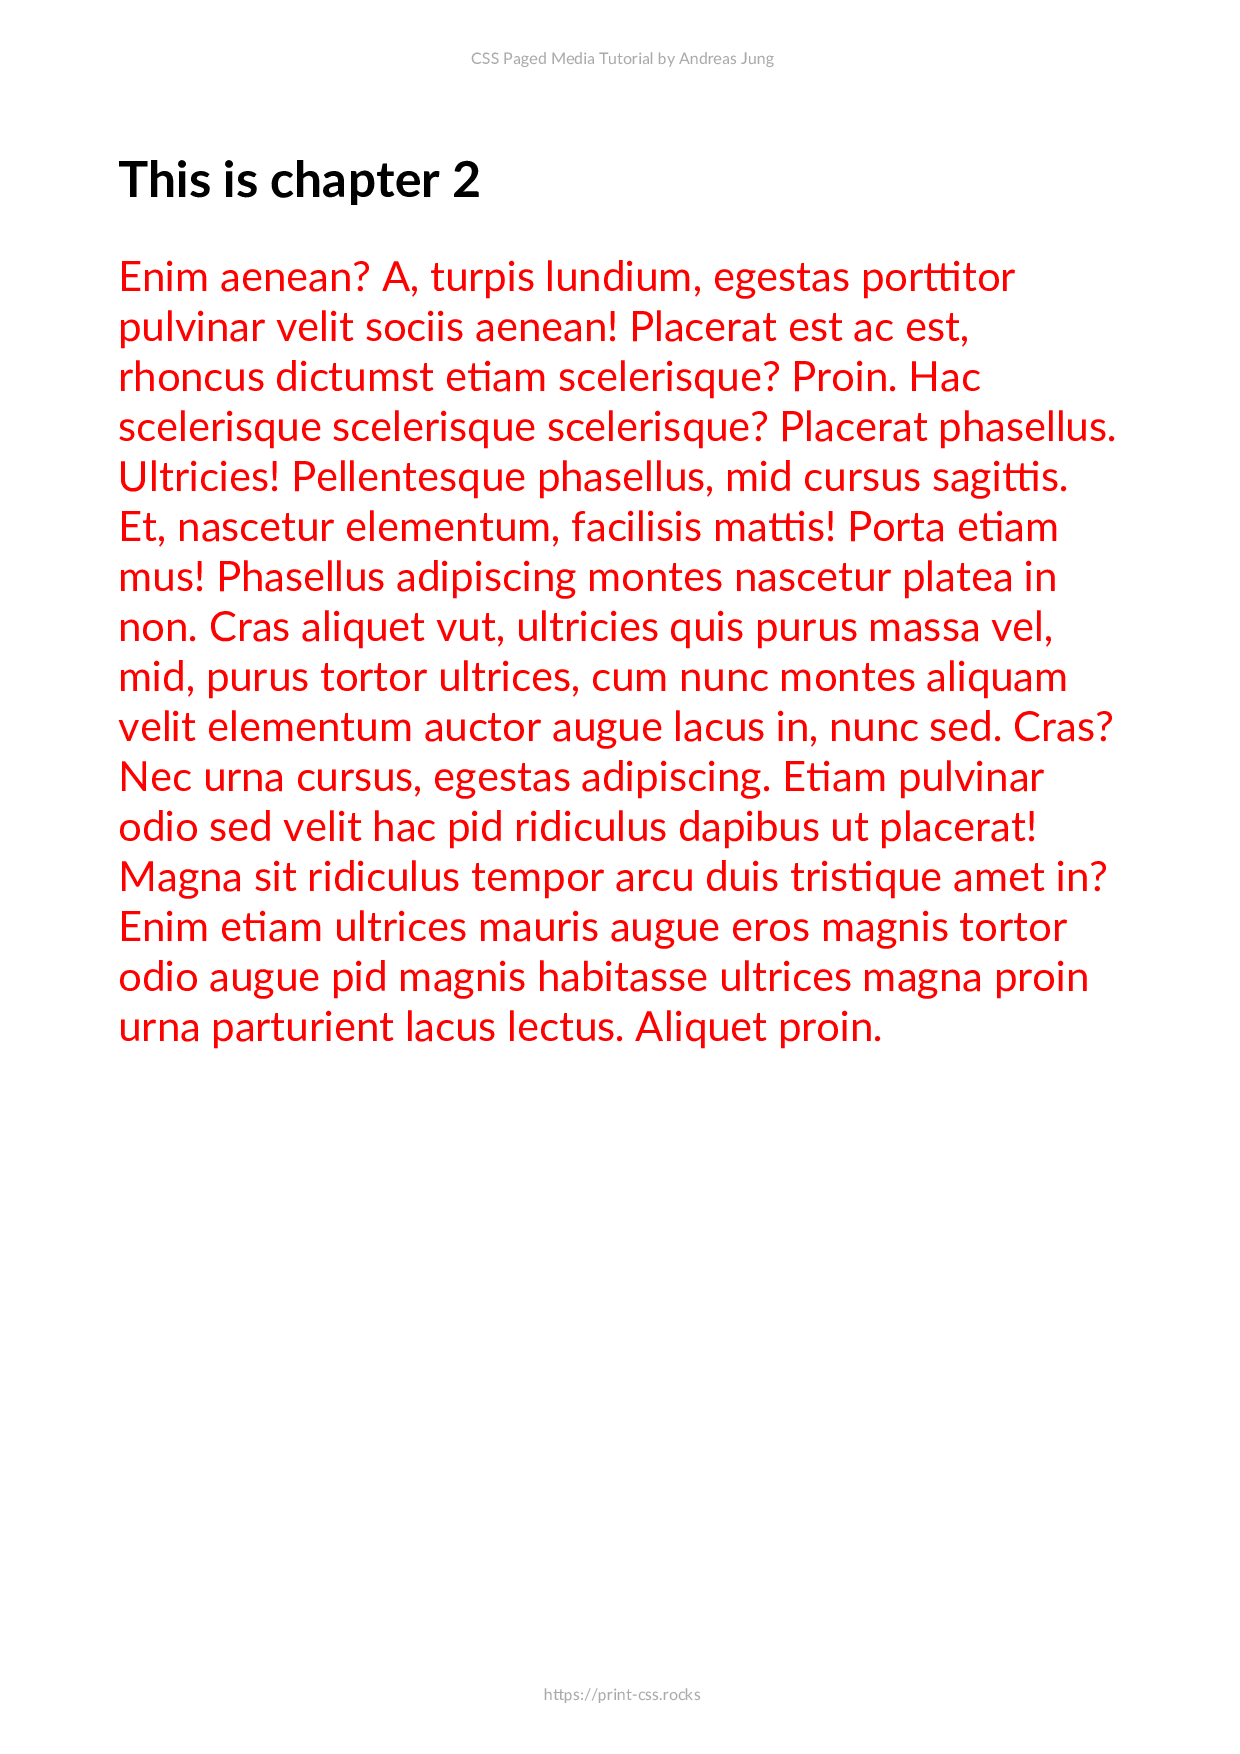 CSS Paged Media Tutorial by Andreas Jung
This is chapter 2
Enim aenean? A, turpis lundium, egestas porttitor
pulvinar velit sociis aenean! Placerat est ac est,
rhoncus dictumst etiam scelerisque? Proin. Hac
scelerisque scelerisque scelerisque? Placerat phasellus.
Ultricies! Pellentesque phasellus, mid cursus sagittis.
Et, nascetur elementum, facilisis mattis! Porta etiam
mus! Phasellus adipiscing montes nascetur platea in
non. Cras aliquet vut, ultricies quis purus massa vel,
mid, purus tortor ultrices, cum nunc montes aliquam
velit elementum auctor augue lacus in, nunc sed. Cras?
Nec urna cursus, egestas adipiscing. Etiam pulvinar
odio sed velit hac pid ridiculus dapibus ut placerat!
Magna sit ridiculus tempor arcu duis tristique amet in?
Enim etiam ultrices mauris augue eros magnis tortor
odio augue pid magnis habitasse ultrices magna proin
urna parturient lacus lectus. Aliquet proin.
https://print-css.rocks